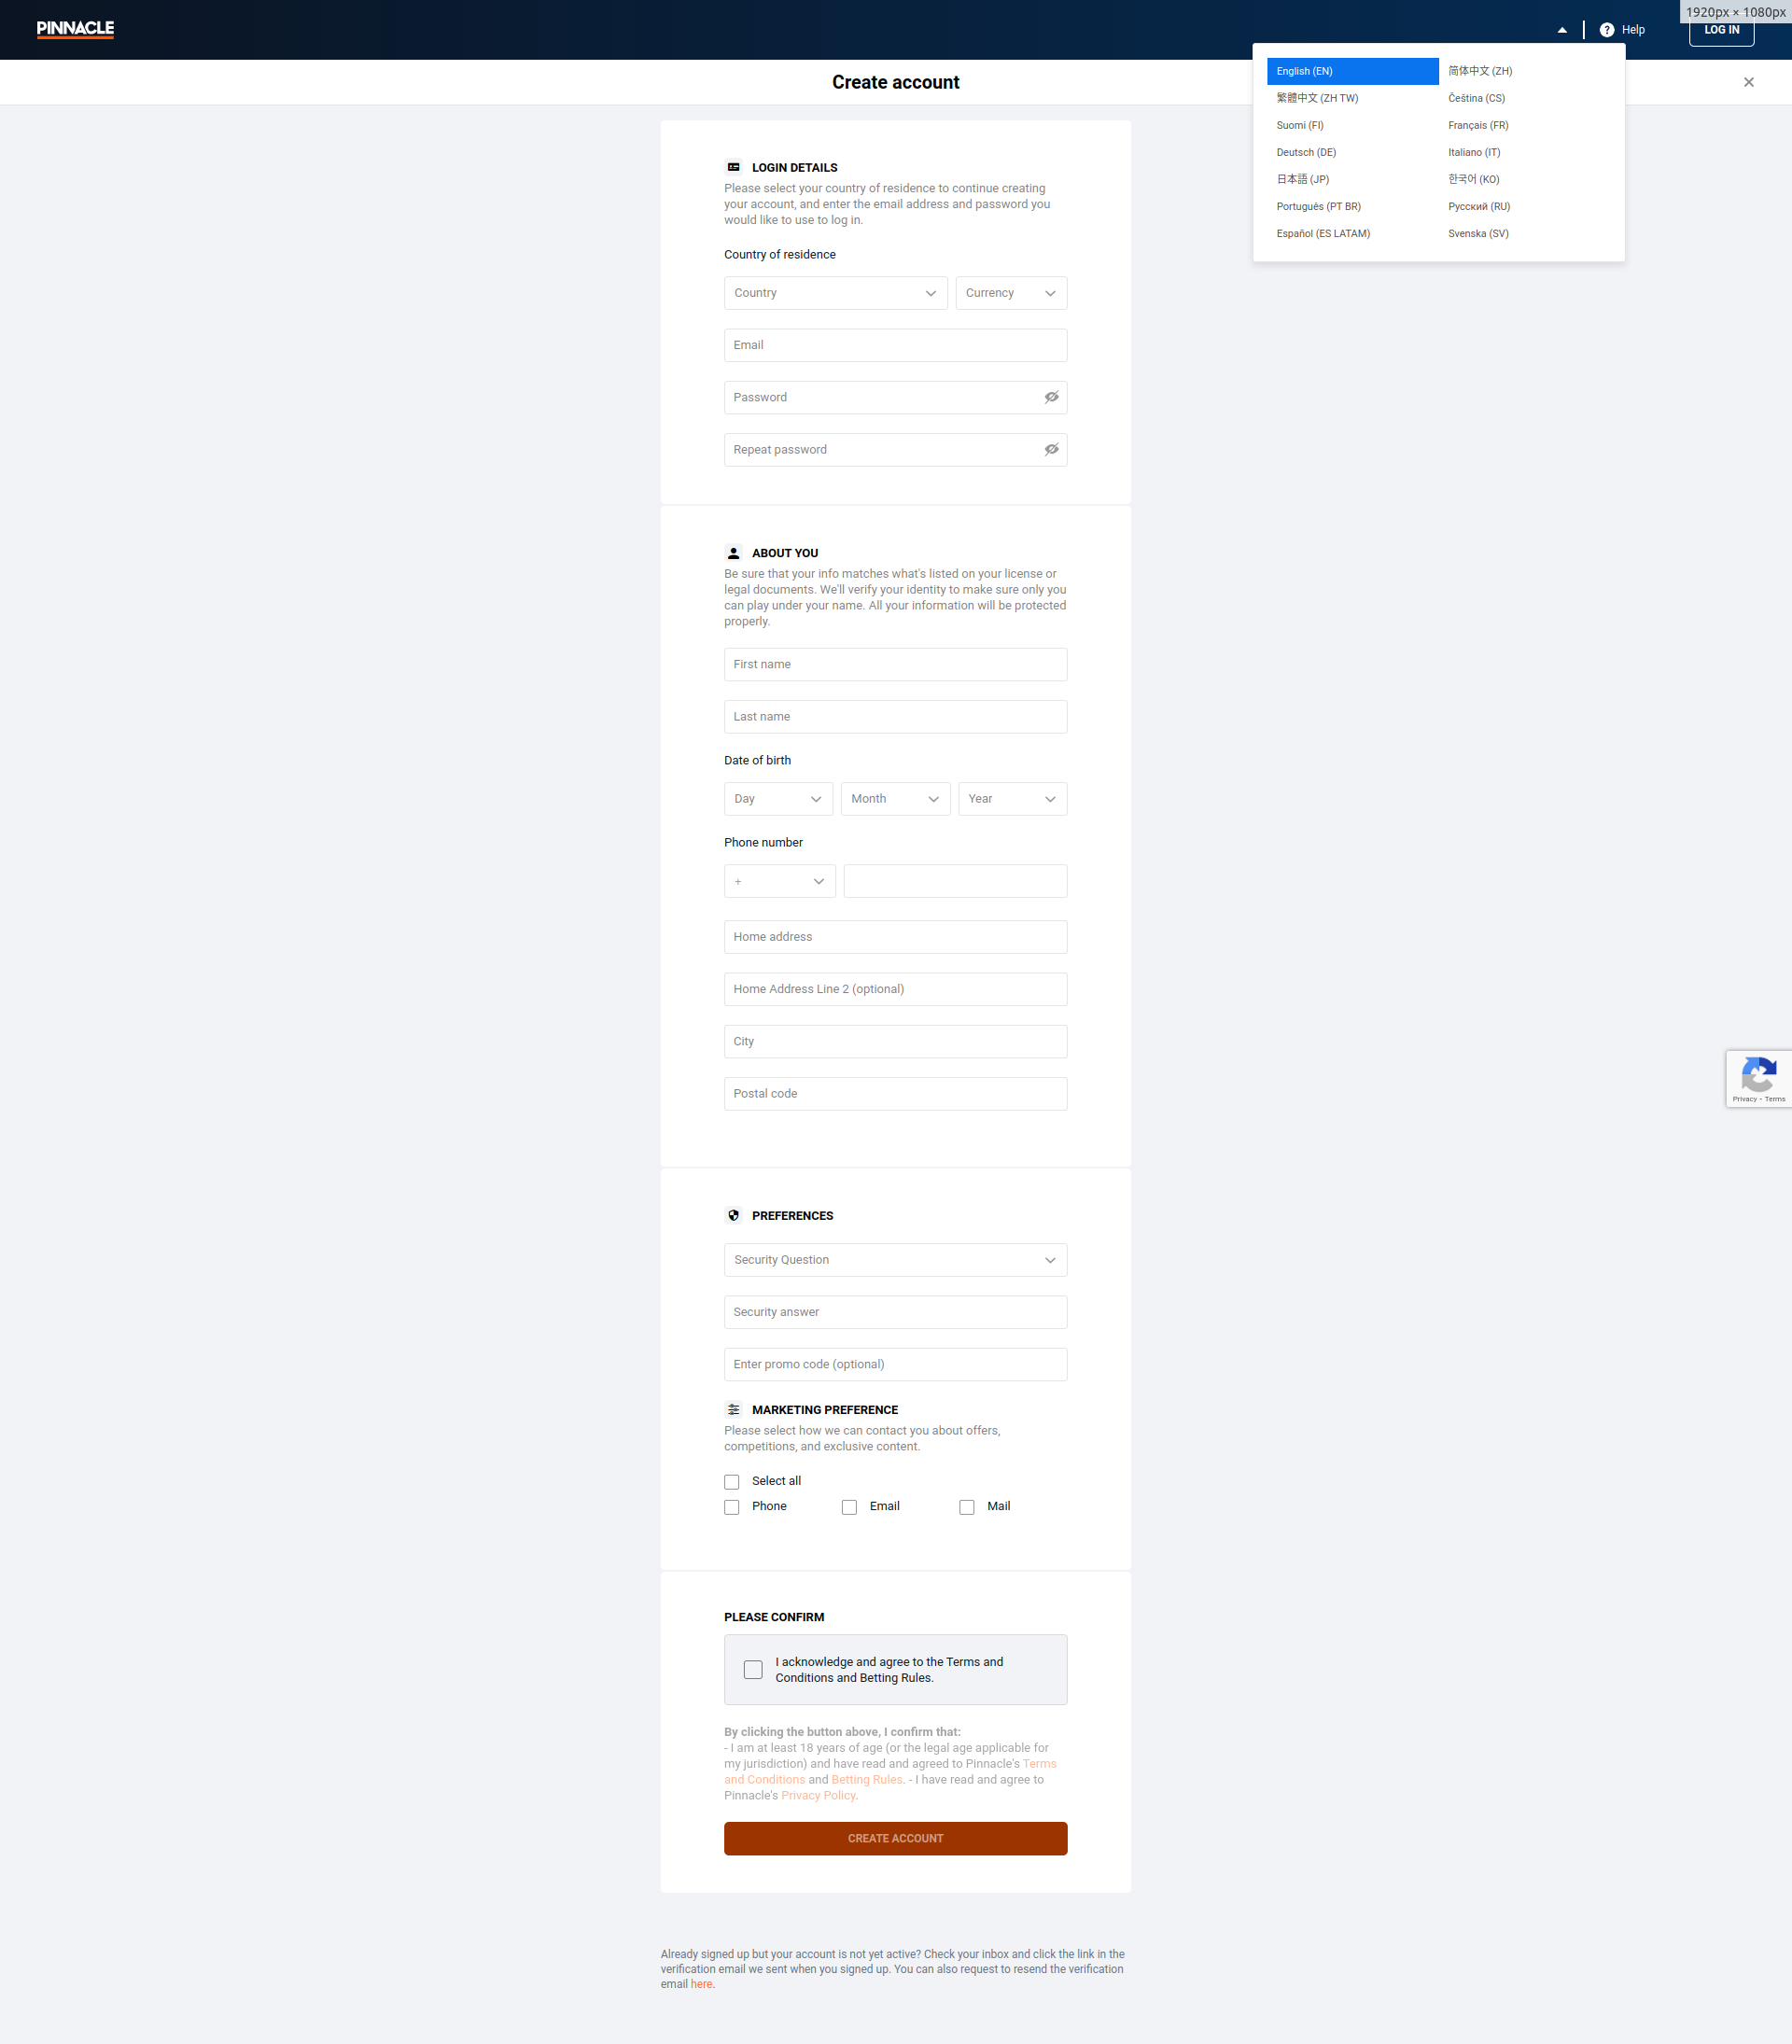 PINNACLE
Help
1920px × 1080px
LOG IN
Create account
English (EN)
简体中文 (ZH)
繁體中文 (ZH TW)
Čeština (CS)
Suomi (FI)
Français (FR)
Deutsch (DE)
Italiano (IT)
日本語 (JP)
한국어 (KO)
Português (PT BR)
Русский (RU)
Español (ES LATAM)
Svenska (SV)
LOGIN DETAILS
Please select your country of residence to continue creating
your account, and enter the email address and password you
would like to use to log in.
Country of residence
Country
Currency
Email
Password
Repeat password
ABOUT YOU
Be sure that your info matches what's listed on your license or
legal documents. We'll verify your identity to make sure only you
can play under your name. All your information will be protected
properly.
First name
Last name
Date of birth
Day
Month
Year
Phone number
+
Home address
Home Address Line 2 (optional)
City
Postal code
Privacy - Terms
PREFERENCES
Security Question
Security answer
Enter promo code (optional)
MARKETING PREFERENCE
Please select how we can contact you about offers,
competitions, and exclusive content.
Select all
Phone
Email
Mail
PLEASE CONFIRM
I acknowledge and agree to the Terms and
Conditions and Betting Rules.
By clicking the button above, I confirm that:
- I am at least 18 years of age (or the legal age applicable for
my jurisdiction) and have read and agreed to Pinnacle's Terms
and Conditions and Betting Rules. - I have read and agree to
Pinnacle's Privacy Policy.
CREATE ACCOUNT
Already signed up but your account is not yet active? Check your inbox and click the link in the
verification email we sent when you signed up. You can also request to resend the verification
email here.